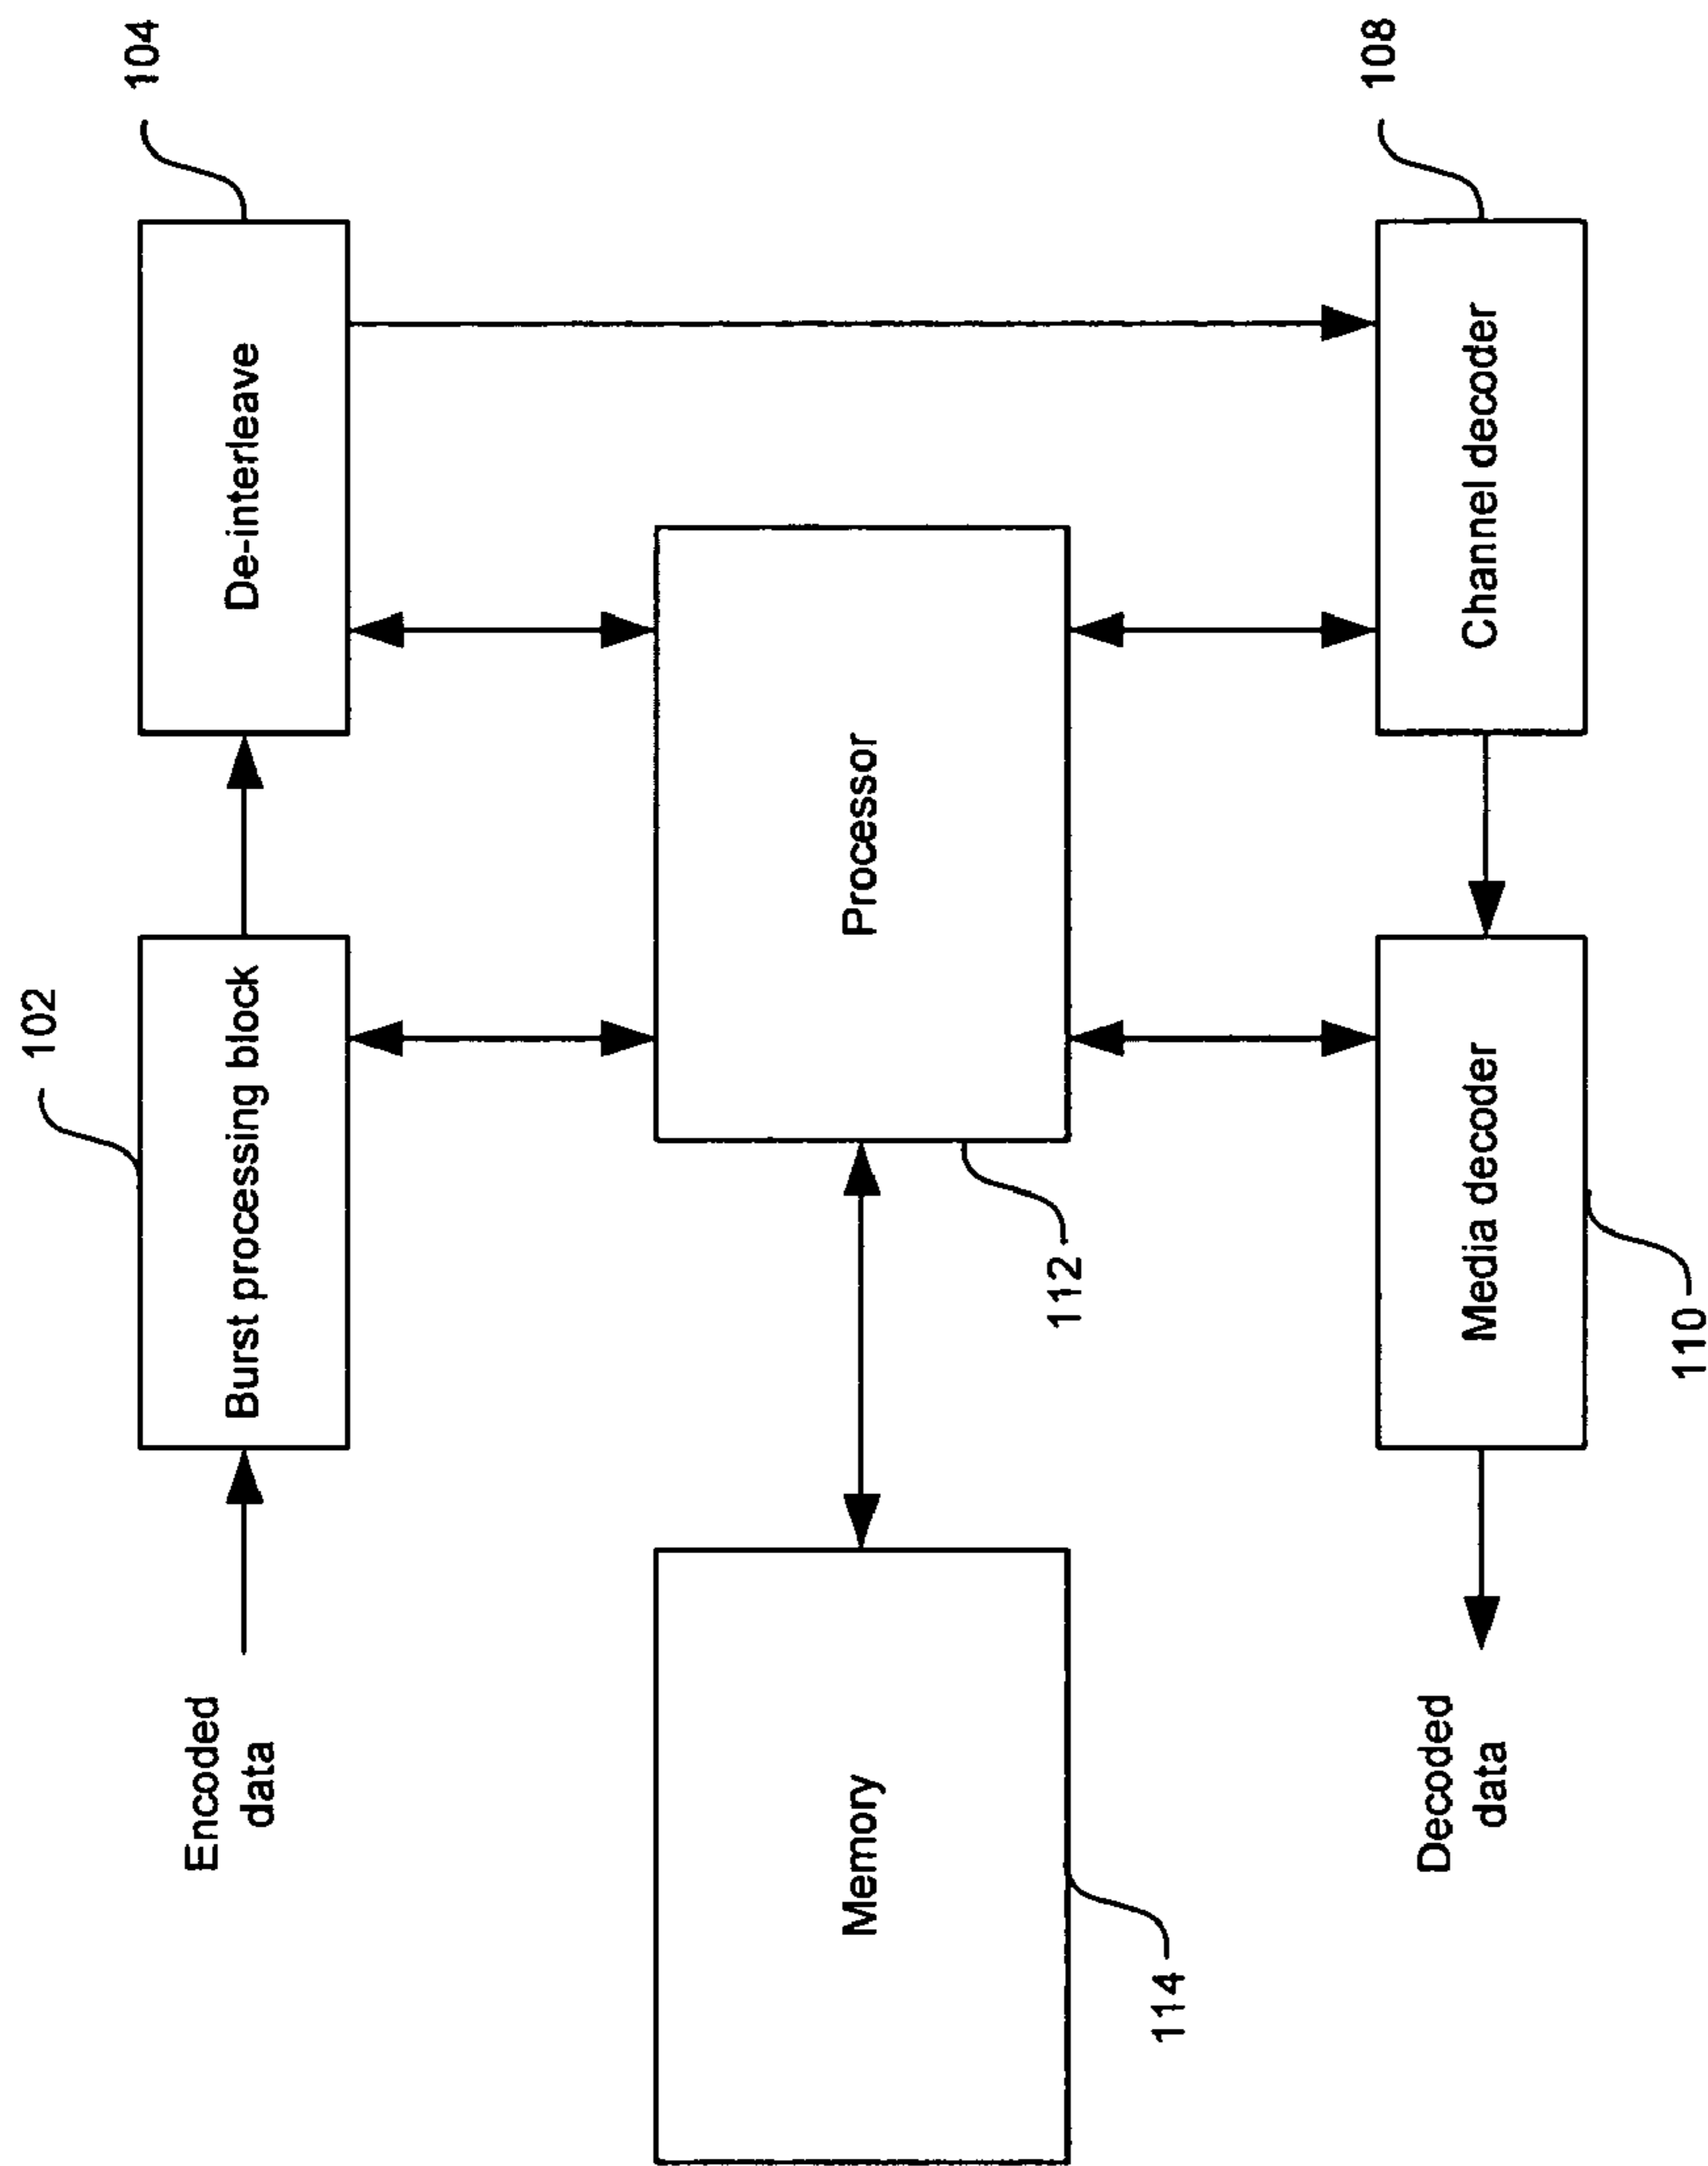 102
104
Encoded
data
Burst processing block
De-interleave
Memory
Processor
114
112
Decoded
data
Media decoder
Channel decoder
110
108